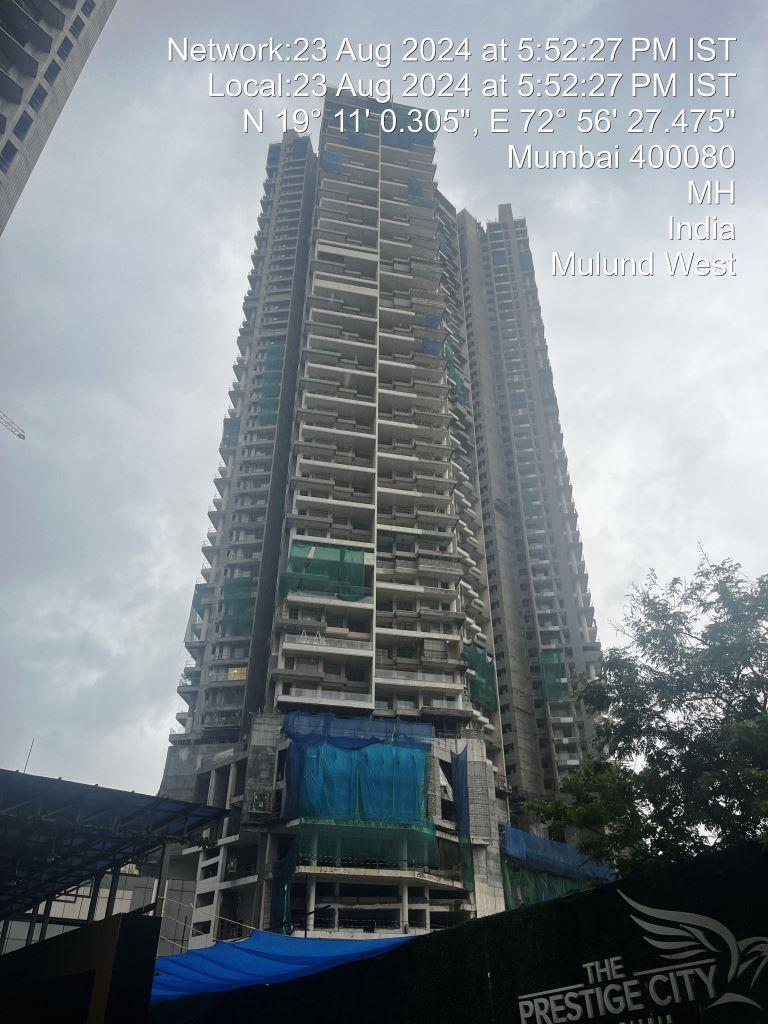 Network:23 Aug 2024 at 5:52:27 PM IST
Local:23 Aug 2024 at 5:52:27 PM IST
N 19° 11' 0.305", E 72° 56' 27.475"
Mumbai 400080
MH
India
Mulund West
THE
PRESTIGE CITY